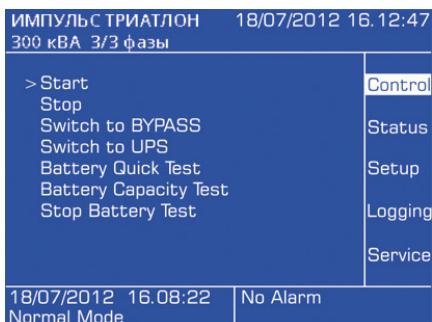 ИМПУЛЬС ТРИАТЛОН 18/07/2012 16.12:47
300 кВА 3/3 фазы
> Start
Stop
Switch to BYPASS
Switch to UPS
Battery Quick Test
Battery Capacity Test
Stop Battery Test
Control
Status
Setup
Logging
Service
18/07/2012 16.08:22 No Alarm
Normal Mode